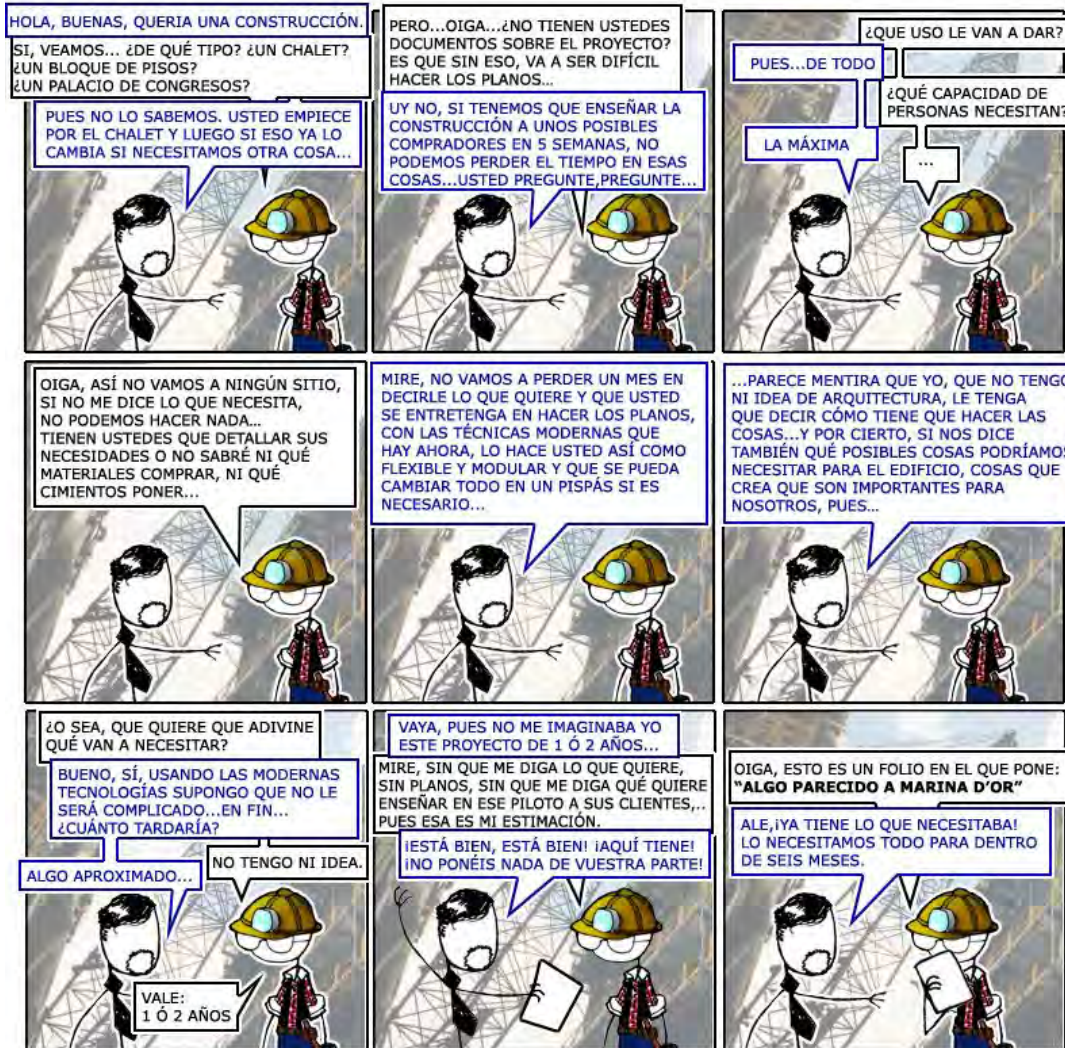 HOLA, BUENAS, QUERIA UNA CONSTRUCCIÓN.
SI, VEAMOS... ¿DE QUÉ TIPO? ¿UN CHALET?
¿UN BLOQUE DE PISOS?
¿UN PALACIO DE CONGRESOS?
PUES NO LO SABEMOS. USTED EMPIECE
POR EL CHALET Y LUEGO SI ESO YA LO
CAMBIA SI NECESITAMOS OTRA COSA...
PERO...OIGA...¿NO TIENEN USTEDES
DOCUMENTOS SOBRE EL PROYECTO?
ES QUE SIN ESO, VA A SER DIFÍCIL
HACER LOS PLANOS...
UY NO, SI TENEMOS QUE ENSEÑAR LA
CONSTRUCCIÓN A UNOS POSIBLES
COMPRADORES EN 5 SEMANAS, NO
PODEMOS PERDER EL TIEMPO EN ESAS
COSAS...USTED PREGUNTE,PREGUNTE...
¿QUE USO LE VAN A DAR?
PUES...DE TODO
¿QUÉ CAPACIDAD DE
PERSONAS NECESITAN?
LA MÁXIMA
...
OIGA, ASÍ NO VAMOS A NINGÚN SITIO,
SI NO ME DICE LO QUE NECESITA,
NO PODEMOS HACER NADA...
TIENEN USTEDES QUE DETALLAR SUS
NECESIDADES O NO SABRÉ NI QUÉ
MATERIALES COMPRAR, NI QUÉ
CIMIENTOS PONER...
MIRE, NO VAMOS A PERDER UN MES EN
DECIRLE LO QUE QUIERE Y QUE USTED
SE ENTRETENGA EN HACER LOS PLANOS,
CON LAS TÉCNICAS MODERNAS QUE
HAY AHORA, LO HACE USTED ASÍ COMO
FLEXIBLE Y MODULAR Y QUE SE PUEDA
CAMBIAR TODO EN UN PISPÁS SI ES
NECESARIO...
...PARECE MENTIRA QUE YO, QUE NO TENGO
NI IDEA DE ARQUITECTURA, LE TENGA
QUE DECIR CÓMO TIENE QUE HACER LAS
COSAS...Y POR CIERTO, SI NOS DICE
TAMBIÉN QUÉ POSIBLES COSAS PODRÍAMOS
NECESITAR PARA EL EDIFICIO, COSAS QUE
CREA QUE SON IMPORTANTES PARA
NOSOTROS, PUES...
¿O SEA, QUE QUIERE QUE ADIVINE
QUÉ VAN A NECESITAR?
BUENO, SÍ, USANDO LAS MODERNAS
TECNOLOGÍAS SUPONGO QUE NO LE
SERÁ COMPLICADO...EN FIN...
¿CUÁNTO TARDARÍA?
NO TENGO NI IDEA.
ALGO APROXIMADO...
VALE:
1 Ó 2 AÑOS
VAYA, PUES NO ME IMAGINABA YO
ESTE PROYECTO DE 1 Ó 2 AÑOS...
MIRE, SIN QUE ME DIGA LO QUE QUIERE,
SIN PLANOS, SIN QUE ME DIGA QUÉ QUIERE
ENSEÑAR EN ESE PILOTO A SUS CLIENTES,..
PUES ESA ES MI ESTIMACIÓN.
¡ESTÁ BIEN, ESTÁ BIEN! ¡AQUÍ TIENE!
¡NO PONÉIS NADA DE VUESTRA PARTE!
OIGA, ESTO ES UN FOLIO EN EL QUE PONE:
"ALGO PARECIDO A MARINA D'OR"
ALE,¡YA TIENE LO QUE NECESITABA!
LO NECESITAMOS TODO PARA DENTRO
DE SEIS MESES.